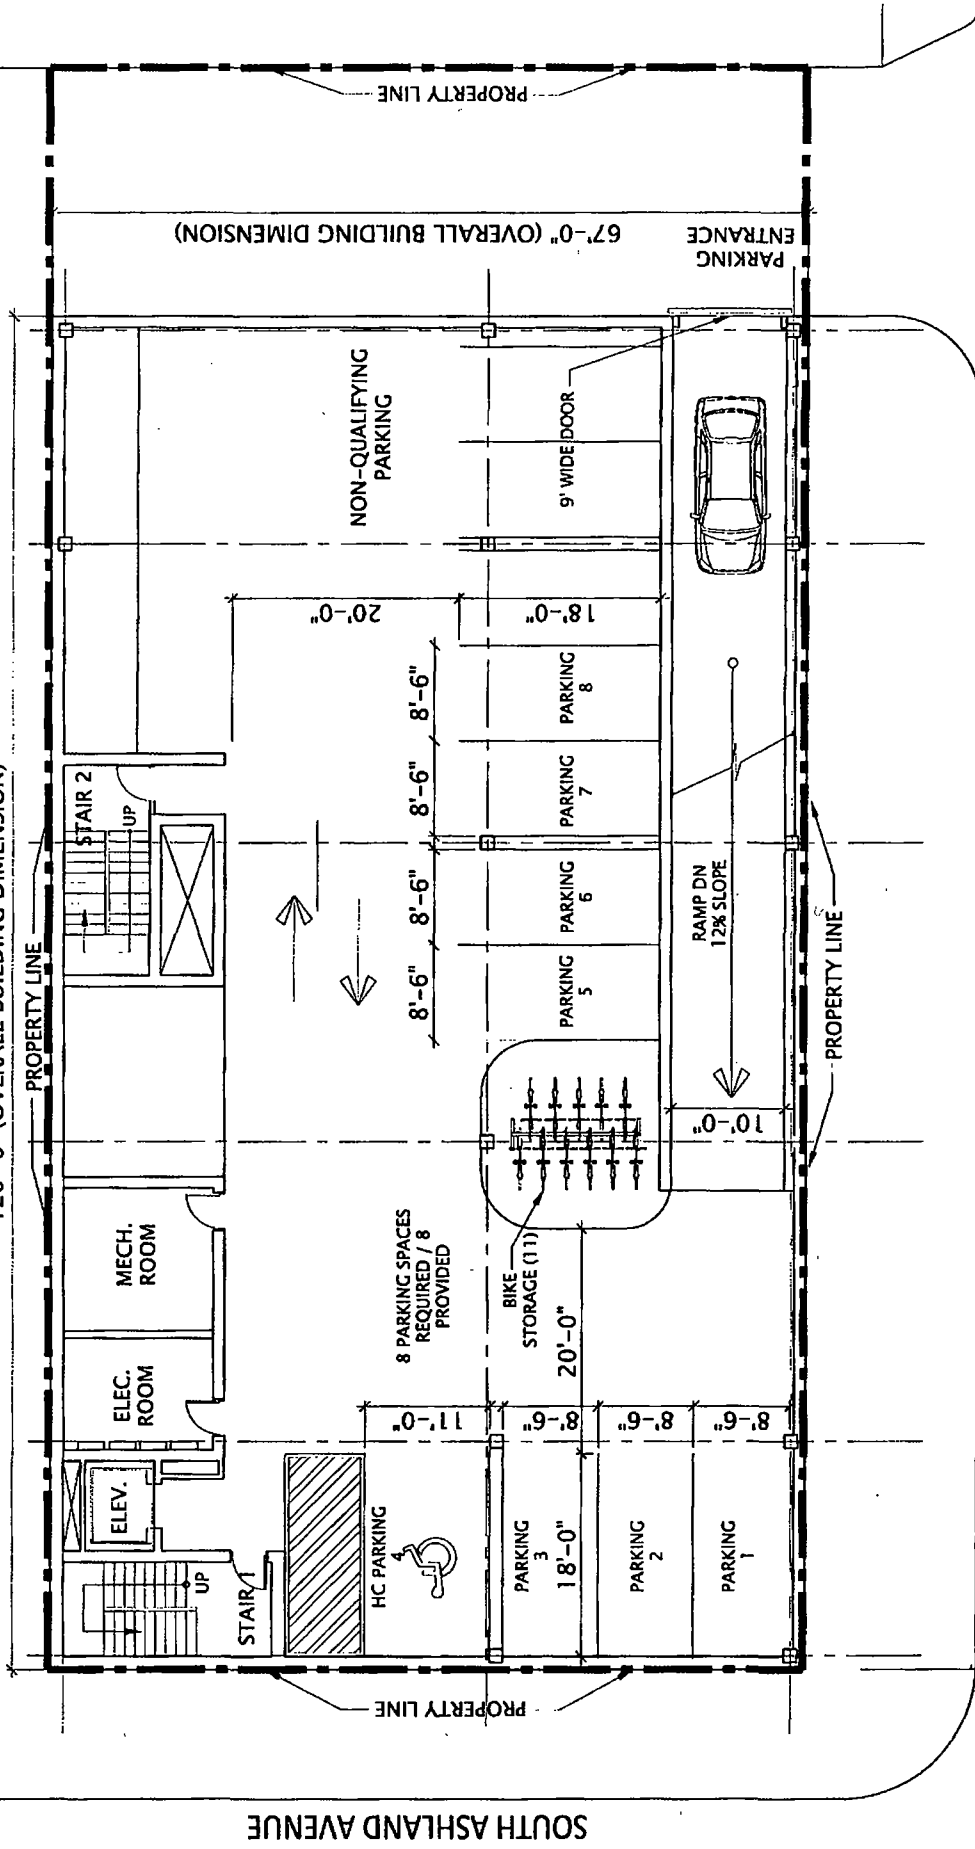 PROPERTY LINE
67'-0" (OVERALL BUILDING DIMENSION)
PARKING
ENTRANCE
(OVERALL BUILDING DIMENSION)
PROPERTY LINE
NON-QUALIFYING
PARKING
9' WIDE DOOR
20'-0"
18'-0"
STAIR 2
UP
8'-6"
8'-6"
8'-6"
8'-6"
PARKING
8
PARKING
7
PARKING
6
PARKING
5
RAMP DN
12% SLOPE
10'-0"
PROPERTY LINE
MECH.
ROOM
ELEC.
ROOM
ELEV.
8 PARKING SPACES
REQUIRED / 8
PROVIDED
BIKE
STORAGE (11)
20'-0"
11'-0"
8'-6"
8'-6"
8'-6"
UP
STAIR 1
HC PARKING
4
PARKING
3
18'-0"
PARKING
2
PARKING
1
PROPERTY LINE
SOUTH ASHLAND AVENUE